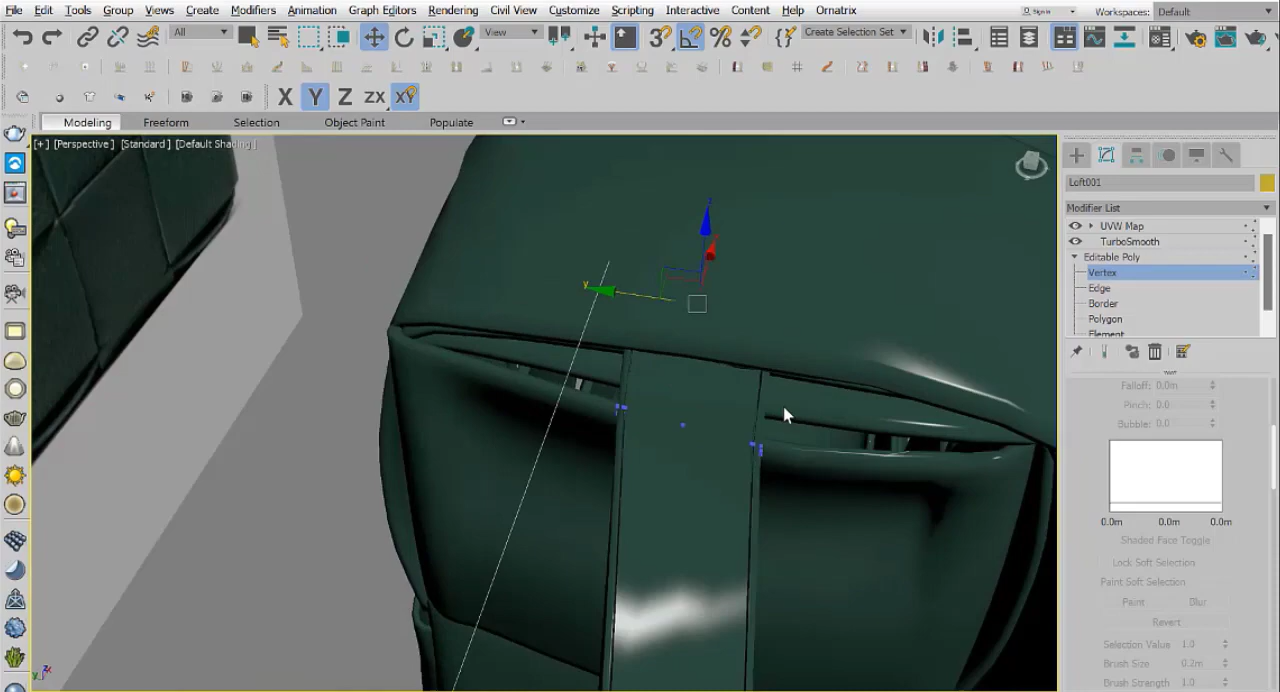 File Edit Tools Group Views Create Modifiers Animation Graph Editors Rendering Civil View Customize Scripting Interactive Content Help Ornatrix Sign In Workspaces: Default
All View Create Selection Set
X Y Z ZX XY
Modeling Freeform Selection Object Paint Populate
[+] [Perspective] [Standard] [Default Shading]
Loft001
Modifier List
UVW Map
TurboSmooth
Editable Poly
Vertex
Edge
Border
Polygon
Element
Falloff: 0.0m
Pinch: 0.0
Bubble: 0.0
0.0m 0.0m 0.0m
Shaded Face Toggle
Lock Soft Selection
Paint Soft Selection
Paint Blur
Revert
Selection Value 1.0
Brush Size 0.2m
Brush Strength 1.0
z
y
y x